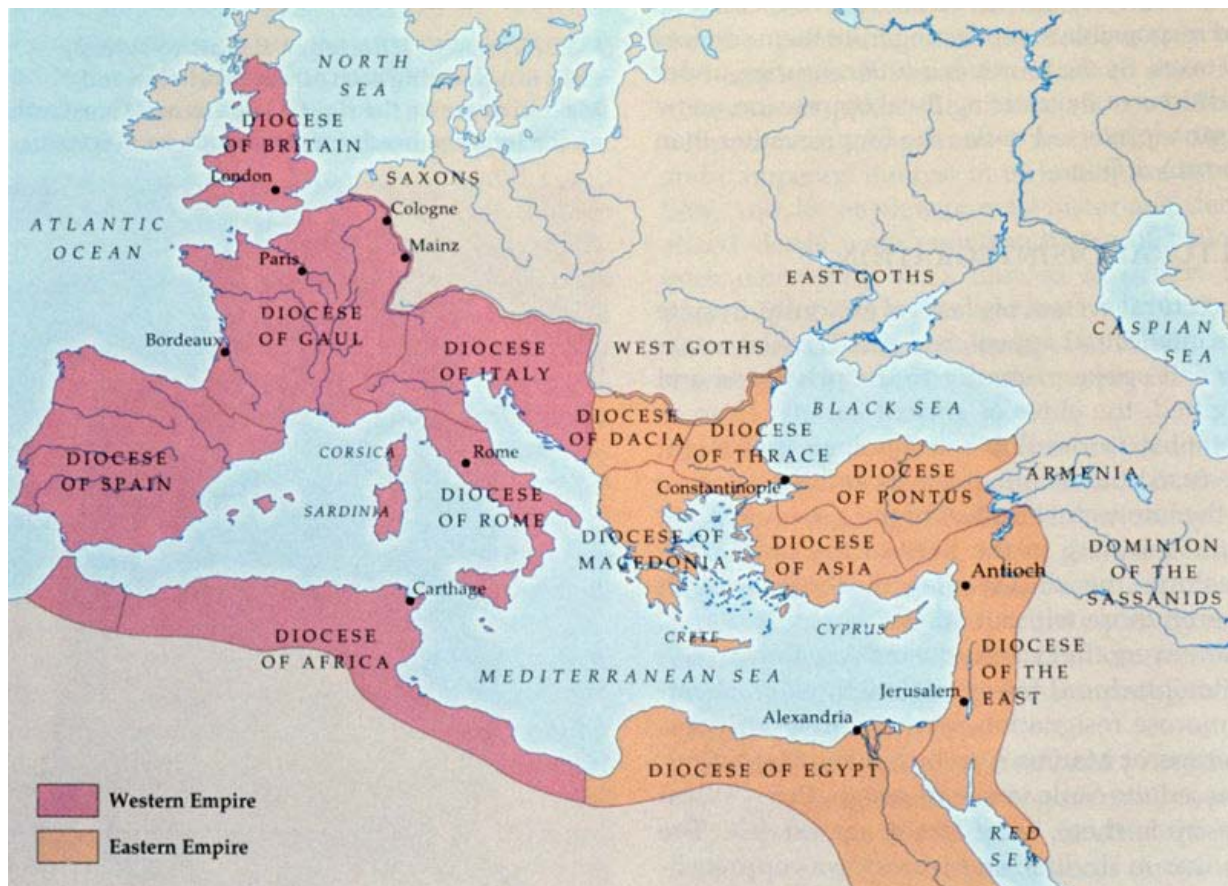 NORTH
SEA
DIOCESE
OF BRITAIN
London
SAXONS
Cologne
ATLANTIC
OCEAN
Mainz
Paris
EAST GOTHS
DIOCESE
OF GAUL
CASPIAN
SEA
Bordeaux
DIOCESE
OF ITALY
WEST GOTHS
BLACK SEA
DIOCESE
OF DACIA
DIOCESE
OF THRACE
CORSICA
Rome
DIOCESE
OF SPAIN
DIOCESE
OF PONTUS
ARMENIA
Constantinople
SARDINIA
DIOCESE
OF ROME
DIOCESE OF
MACEDONIA
DIOCESE
OF ASIA
DOMINION
OF THE
SASSANIDS
Antioch
Carthage
DIOCESE
OF AFRICA
CRETE
CYPRUS
DIOCESE
OF THE
EAST
MEDITERRANEAN SEA
Jerusalem
Alexandria
DIOCESE OF EGYPT
Western Empire
Eastern Empire
RED
SEA